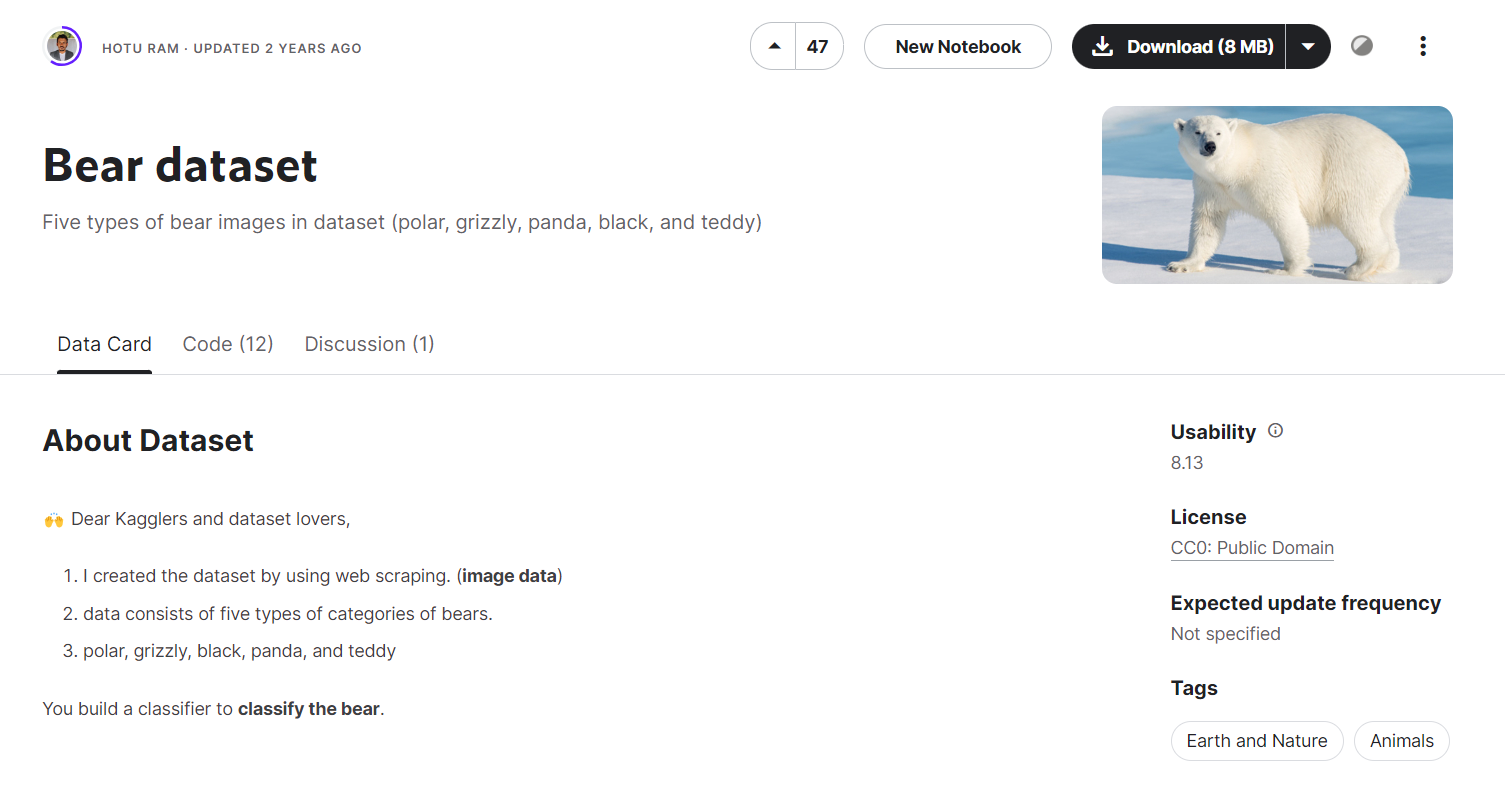 HOTU RAM · UPDATED 2 YEARS AGO
47
New Notebook
Download (8 MB)
Bear dataset
Five types of bear images in dataset (polar, grizzly, panda, black, and teddy)
Data Card
Code (12)
Discussion (1)
About Dataset
🙌 Dear Kagglers and dataset lovers,
1. I created the dataset by using web scraping. (image data)
2. data consists of five types of categories of bears.
3. polar, grizzly, black, panda, and teddy
You build a classifier to classify the bear.
Usability
8.13
License
CC0: Public Domain
Expected update frequency
Not specified
Tags
Earth and Nature
Animals